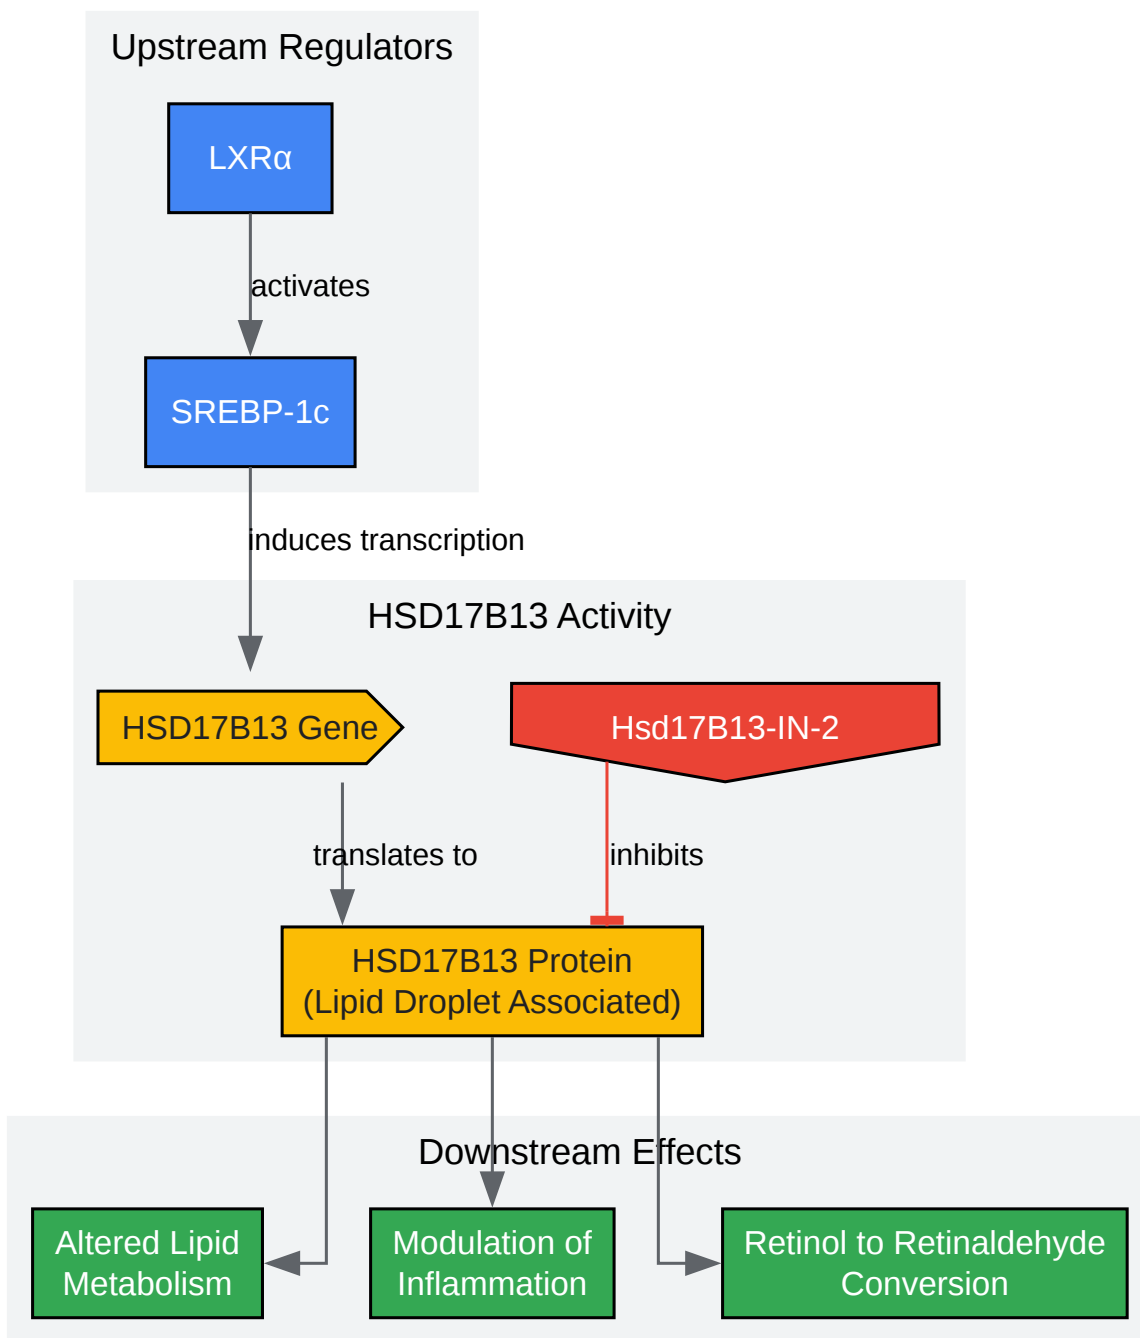 Upstream Regulators
LXRα
activates
SREBP-1c
induces transcription
HSD17B13 Activity
HSD17B13 Gene
Hsd17B13-IN-2
translates to
inhibits
HSD17B13 Protein
(Lipid Droplet Associated)
Downstream Effects
Altered Lipid
Metabolism
Modulation of
Inflammation
Retinol to Retinaldehyde
Conversion